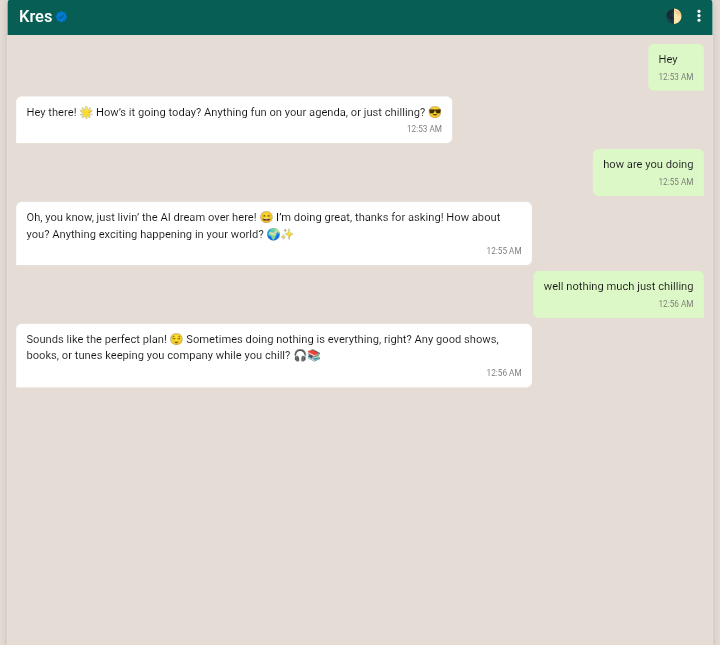 Kres
Hey
12:53 AM
Hey there! 🌟 How’s it going today? Anything fun on your agenda, or just chilling? 😎
12:53 AM
how are you doing
12:55 AM
Oh, you know, just livin’ the AI dream over here! 😄 I’m doing great, thanks for asking! How about
you? Anything exciting happening in your world? 🌍✨
12:55 AM
well nothing much just chilling
12:56 AM
Sounds like the perfect plan! 😌 Sometimes doing nothing is everything, right? Any good shows,
books, or tunes keeping you company while you chill? 🎧📚
12:56 AM